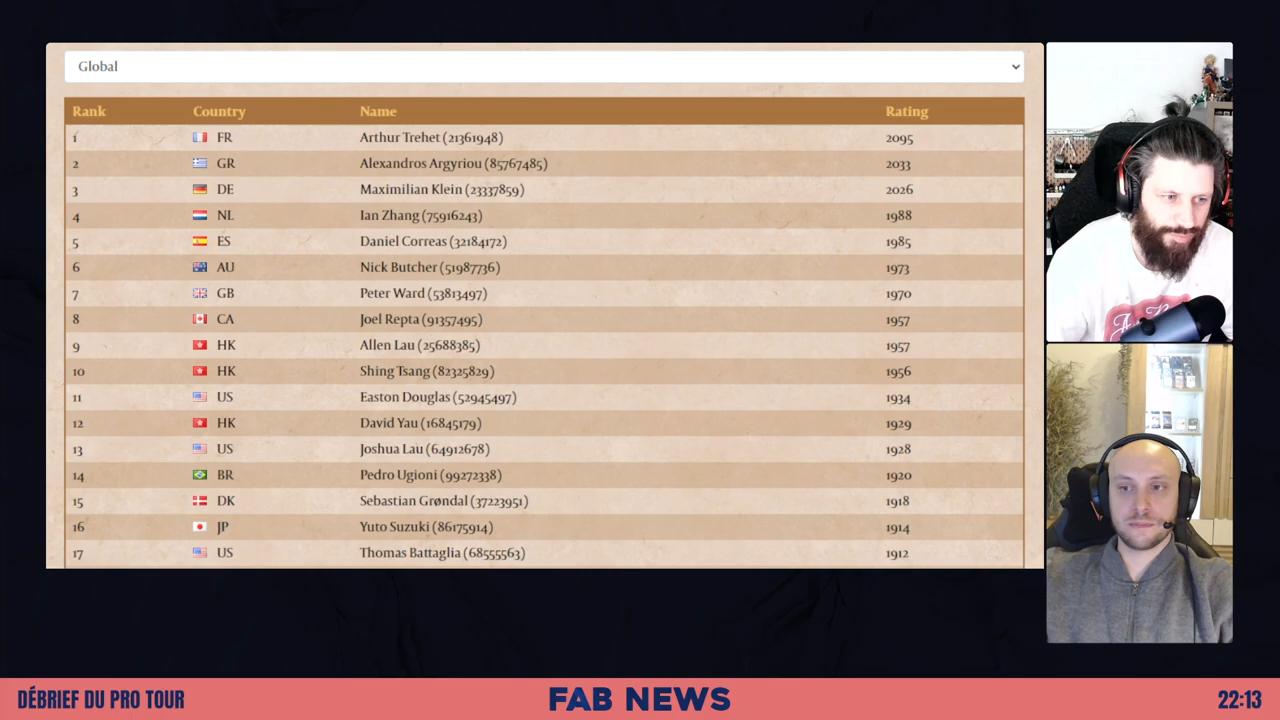 Global
Rank Country Name Rating
1 FR Arthur Trehet (21361948) 2095
2 GR Alexandros Argyriou (85767485) 2033
3 DE Maximilian Klein (23337859) 2026
4 NL Ian Zhang (75916243) 1988
5 ES Daniel Correas (32184172) 1985
6 AU Nick Butcher (51987736) 1973
7 GB Peter Ward (53813497) 1970
8 CA Joel Repta (91357495) 1957
9 HK Allen Lau (25688385) 1957
10 HK Shing Tsang (82325829) 1956
11 US Easton Douglas (52945497) 1934
12 HK David Yau (16845179) 1929
13 US Joshua Lau (64912678) 1928
14 BR Pedro Ugioni (99272338) 1920
15 DK Sebastian Grøndal (37223951) 1918
16 JP Yuto Suzuki (86175914) 1914
17 US Thomas Battaglia (68555563) 1912
DÉBRIEF DU PRO TOUR FAB NEWS 22:13